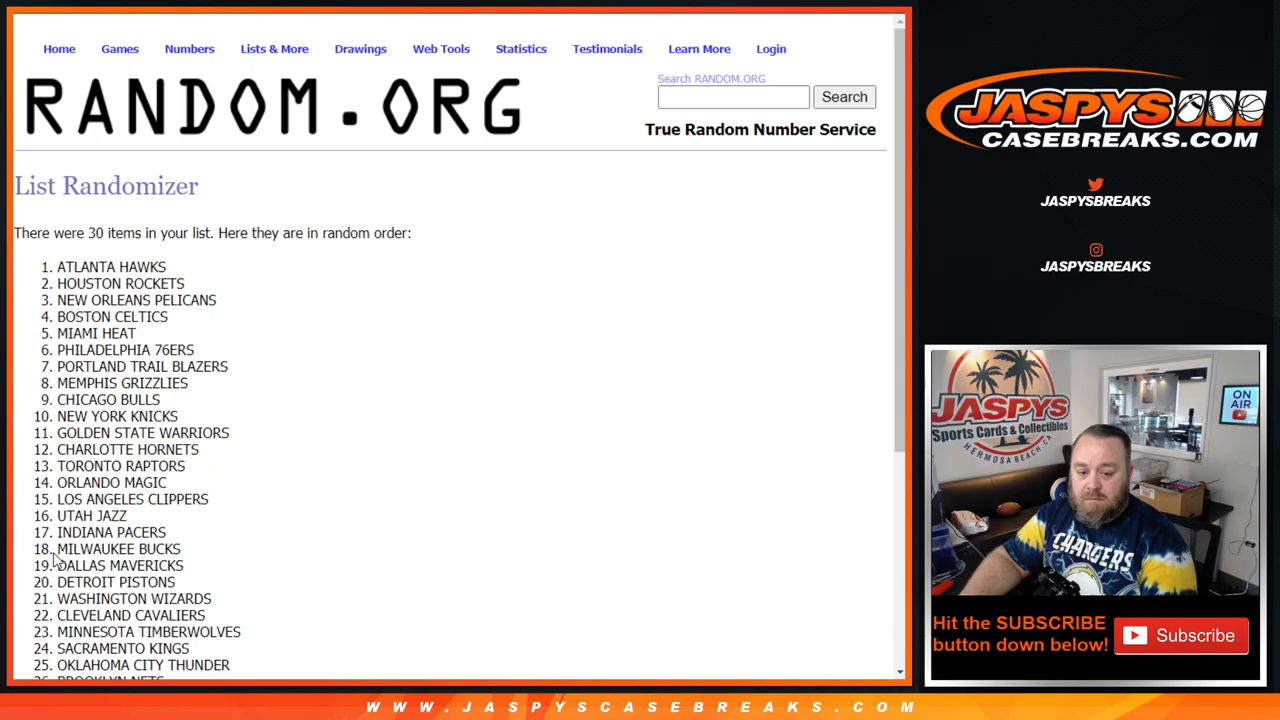 Home Games Numbers Lists & More Drawings Web Tools Statistics Testimonials Learn More Login
RANDOM.ORG
Search RANDOM.ORG
Search
True Random Number Service
List Randomizer
There were 30 items in your list. Here they are in random order:
1. ATLANTA HAWKS
2. HOUSTON ROCKETS
3. NEW ORLEANS PELICANS
4. BOSTON CELTICS
5. MIAMI HEAT
6. PHILADELPHIA 76ERS
7. PORTLAND TRAIL BLAZERS
8. MEMPHIS GRIZZLIES
9. CHICAGO BULLS
10. NEW YORK KNICKS
11. GOLDEN STATE WARRIORS
12. CHARLOTTE HORNETS
13. TORONTO RAPTORS
14. ORLANDO MAGIC
15. LOS ANGELES CLIPPERS
16. UTAH JAZZ
17. INDIANA PACERS
18. MILWAUKEE BUCKS
19. DALLAS MAVERICKS
20. DETROIT PISTONS
21. WASHINGTON WIZARDS
22. CLEVELAND CAVALIERS
23. MINNESOTA TIMBERWOLVES
24. SACRAMENTO KINGS
25. OKLAHOMA CITY THUNDER
26. BROOKLYN NETS
JASPYS
CASEBREAKS.COM
JASPYSBREAKS
JASPYSBREAKS
JASPYS
Sports Cards & Collectibles
HERMOSA BEACH, CA
ON
AIR
CHARGERS
Hit the SUBSCRIBE
button down below!
Subscribe
WWW.JASPYSCASEBREAKS.COM